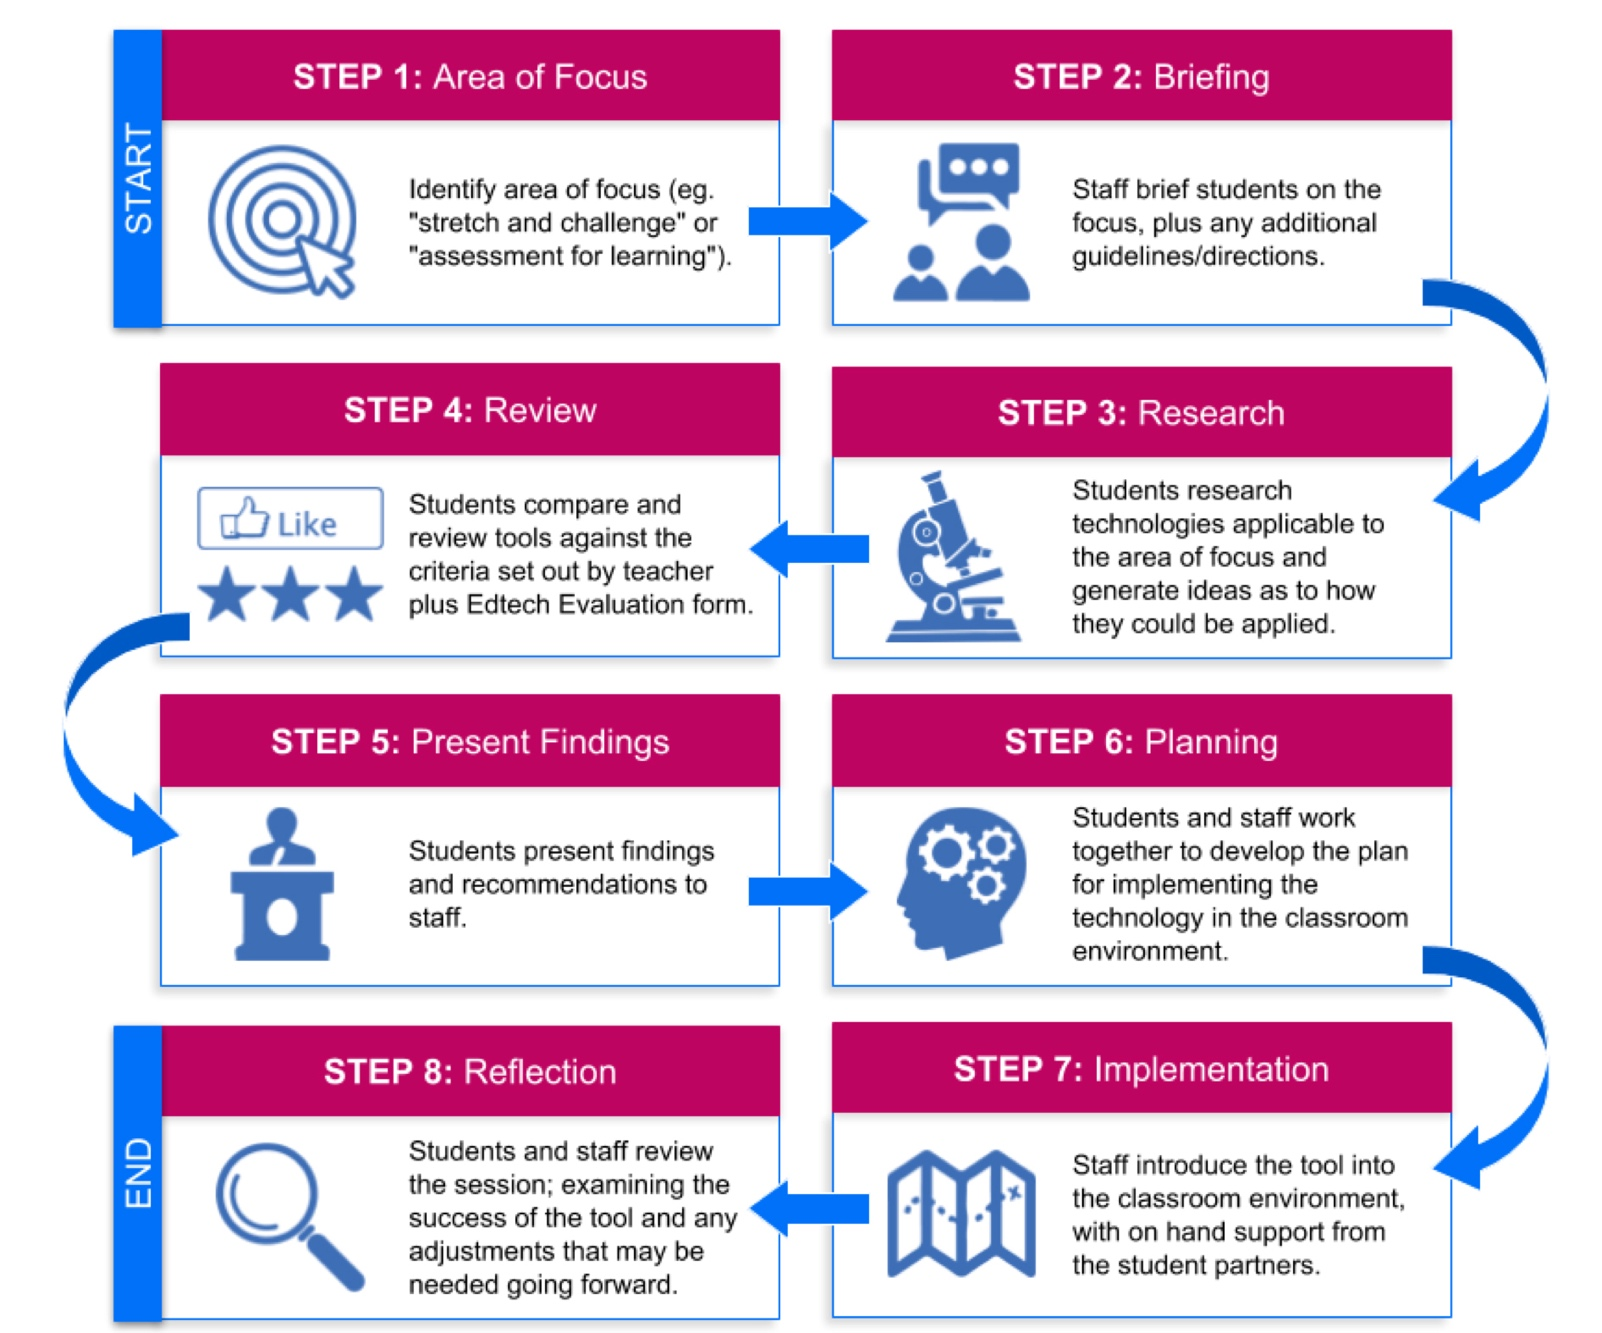 START
STEP 1: Area of Focus
Identify area of focus (eg.
"stretch and challenge" or
"assessment for learning").
STEP 2: Briefing
Staff brief students on the
focus, plus any additional
guidelines/directions.
STEP 3: Research
Students research
technologies applicable to
the area of focus and
generate ideas as to how
they could be applied.
STEP 4: Review
Like
Students compare and
review tools against the
criteria set out by teacher
plus Edtech Evaluation form.
STEP 5: Present Findings
Students present findings
and recommendations to
staff.
STEP 6: Planning
Students and staff work
together to develop the plan
for implementing the
technology in the classroom
environment.
STEP 7: Implementation
Staff introduce the tool into
the classroom environment,
with on hand support from
the student partners.
END
STEP 8: Reflection
Students and staff review
the session; examining the
success of the tool and any
adjustments that may be
needed going forward.